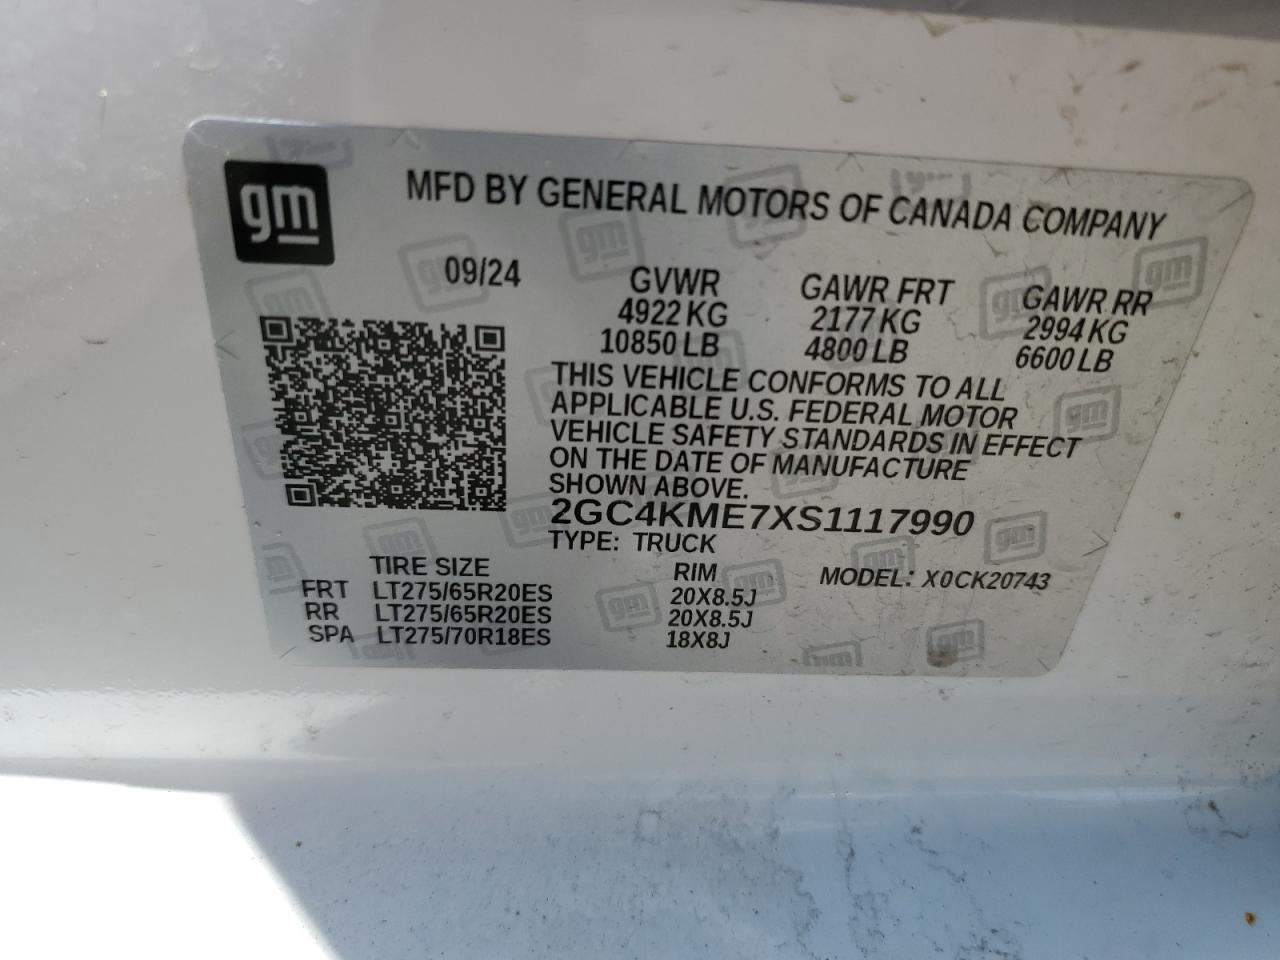 gm
MFD BY GENERAL MOTORS OF CANADA COMPANY
09/24
GVWR GAWR FRT GAWR RR
4922 KG 2177 KG 2994 KG
10850 LB 4800 LB 6600 LB
THIS VEHICLE CONFORMS TO ALL
APPLICABLE U.S. FEDERAL MOTOR
VEHICLE SAFETY STANDARDS IN EFFECT
ON THE DATE OF MANUFACTURE
SHOWN ABOVE.
2GC4KME7XS1117990
TYPE: TRUCK
TIRE SIZE RIM MODEL: X0CK20743
FRT LT275/65R20ES 20X8.5J
RR LT275/65R20ES 20X8.5J
SPA LT275/70R18ES 18X8J